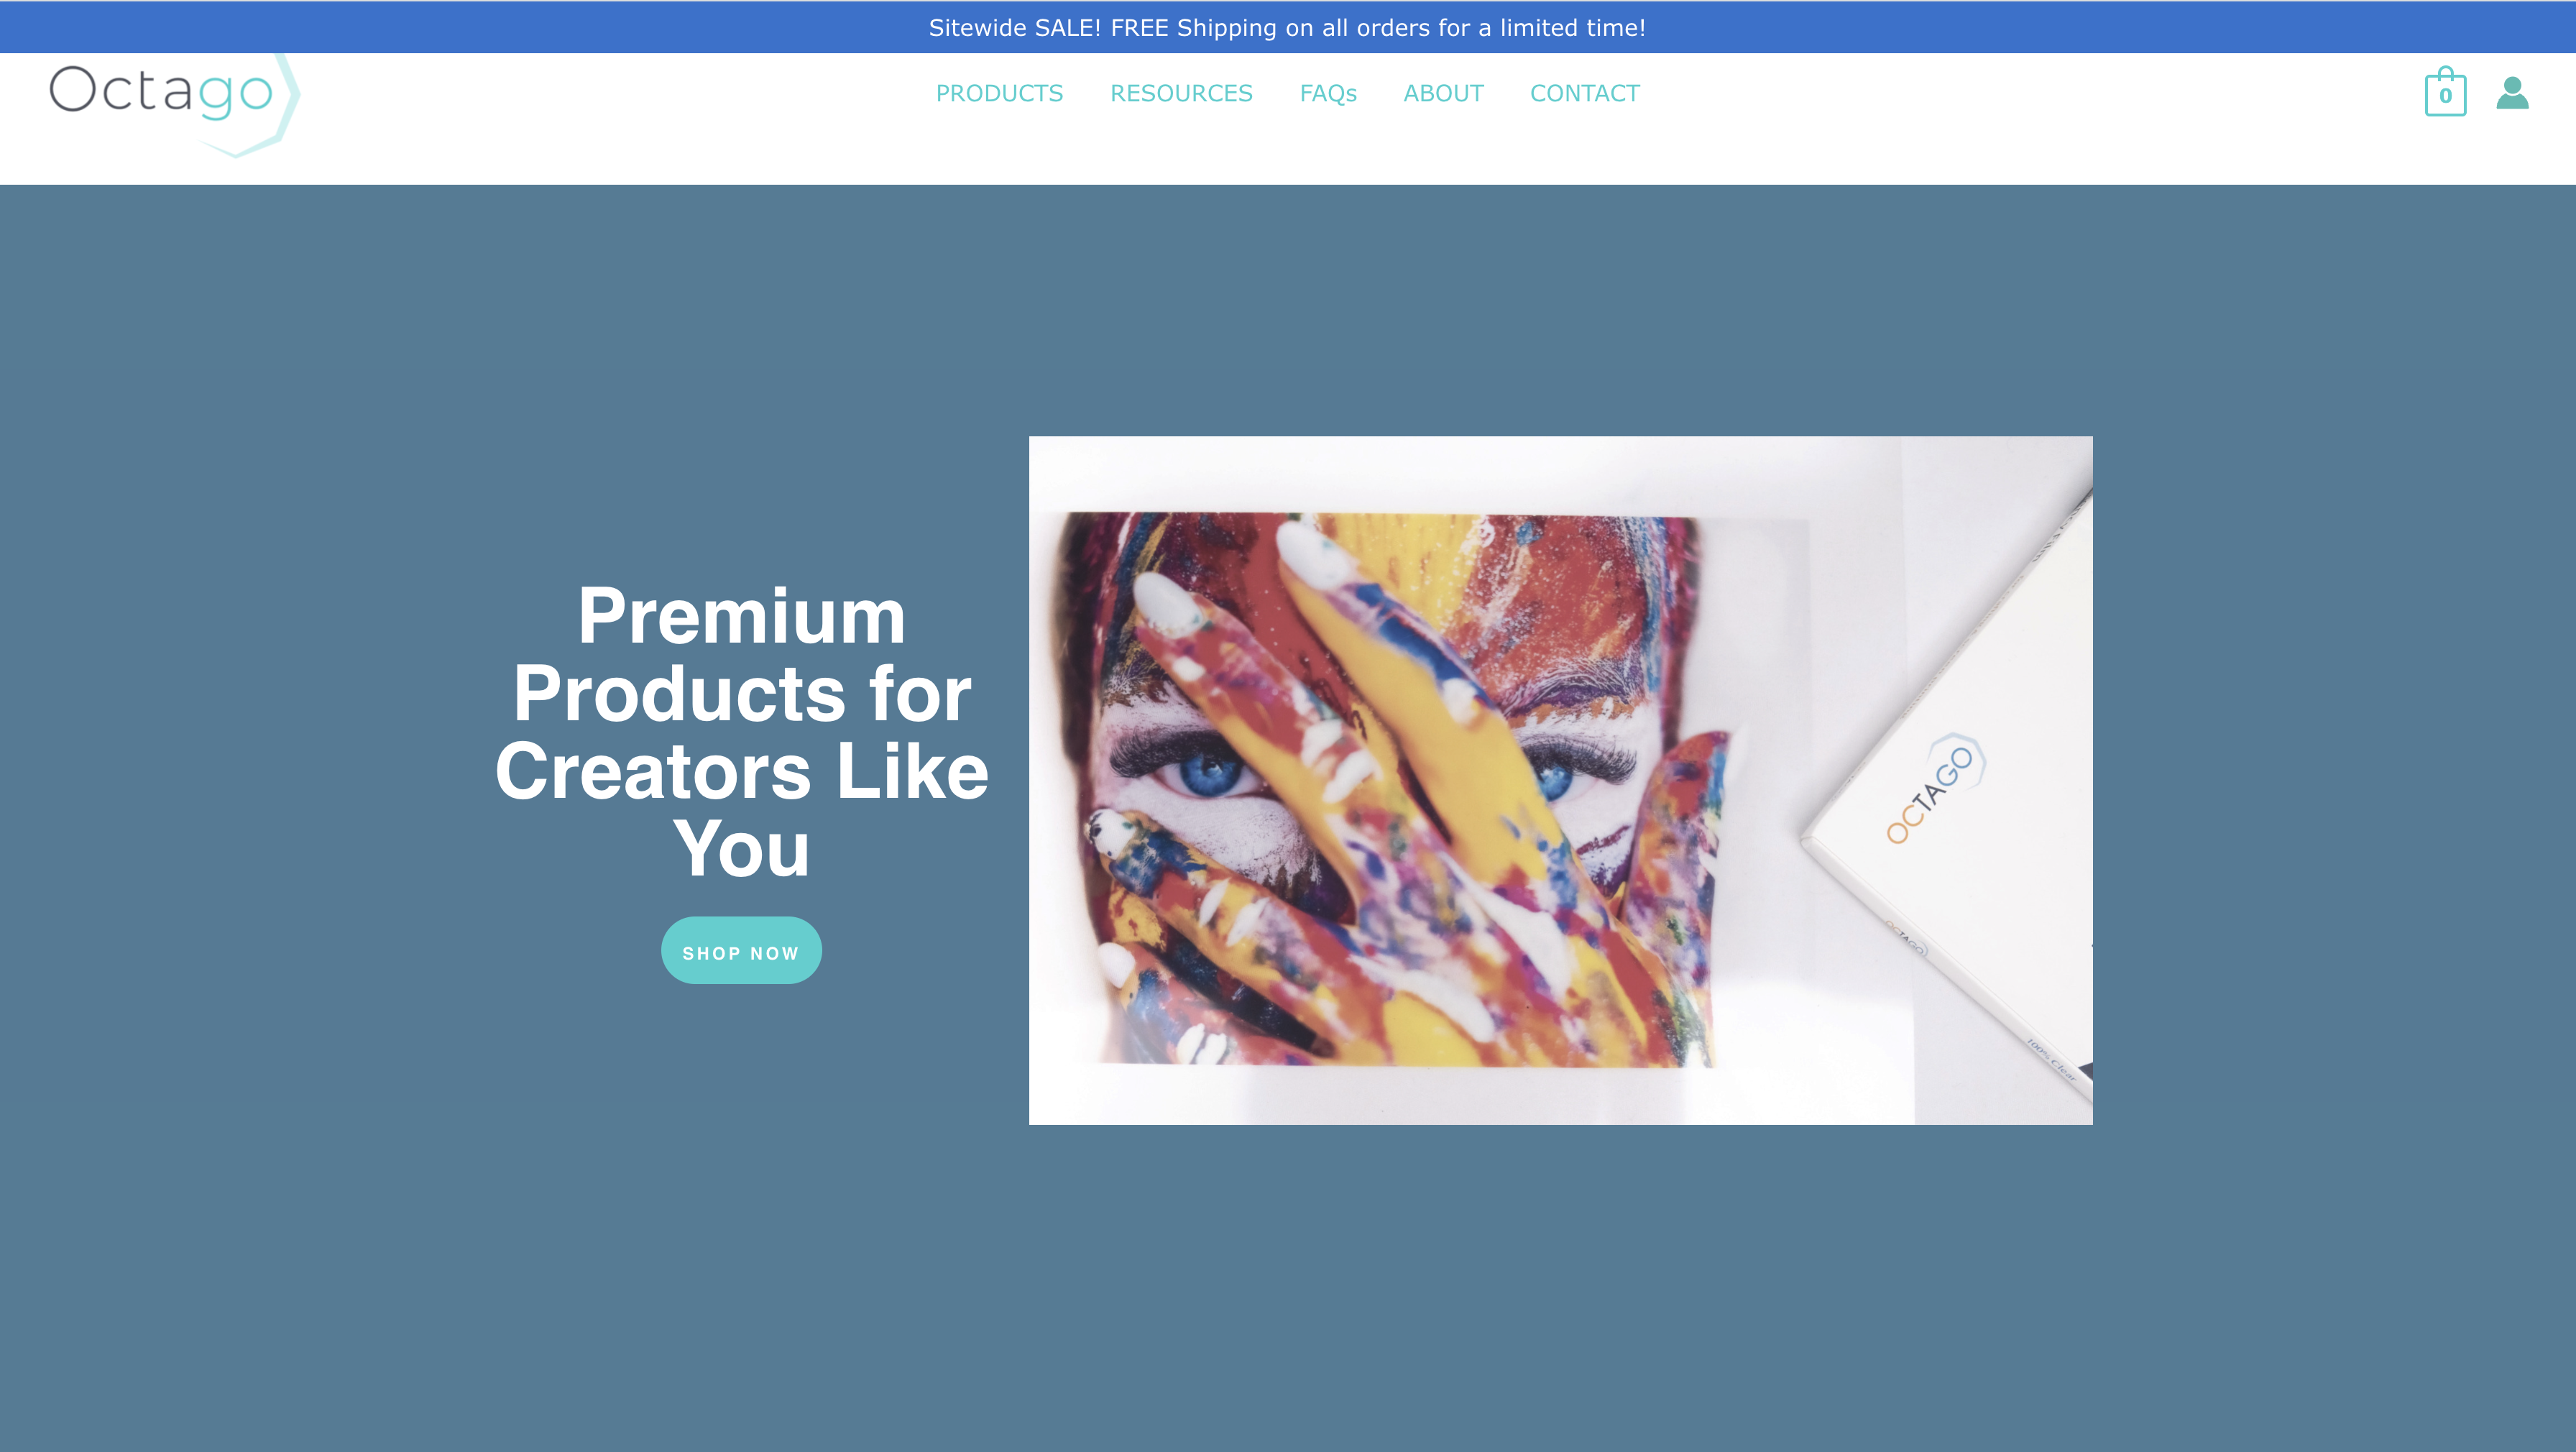 Sitewide SALE! FREE Shipping on all orders for a limited time!
Octago
PRODUCTS
RESOURCES
FAQs
ABOUT
CONTACT
0
Premium
Products for
Creators Like
You
SHOP NOW
OCTAGO
OCTAGO
100% Clear